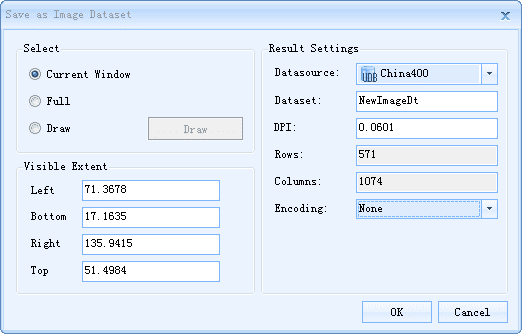 Save as Image Dataset
Select
Current Window
Full
Draw
Draw
Visible Extent
Left 71.3678
Bottom 17.1635
Right 135.9415
Top 51.4984
Result Settings
Datasource: UDB China400
Dataset: NewImageDt
DPI: 0.0601
Rows: 571
Columns: 1074
Encoding: None
OK Cancel